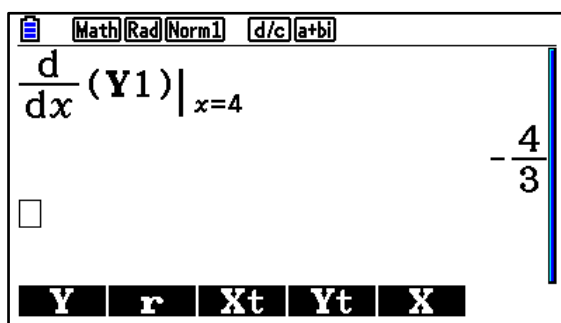 Math Rad Norm1 d/c a+bi
d/dx (Y1)|x=4
-4/3
Y r Xt Yt X